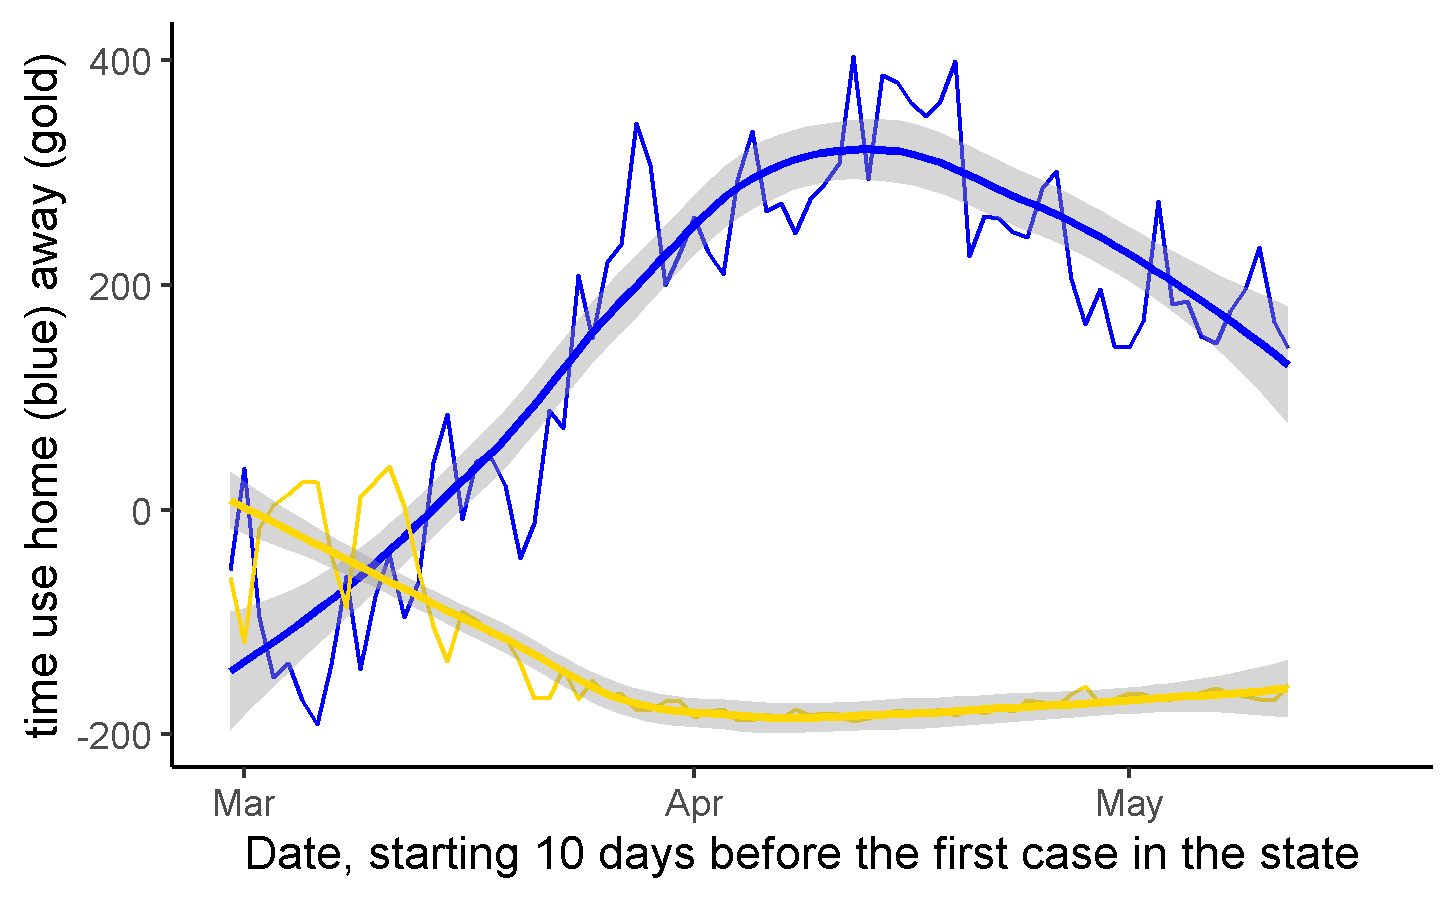 time use home (blue) away (gold)
400
200
0
-200
Mar
Apr
May
Date, starting 10 days before the first case in the state